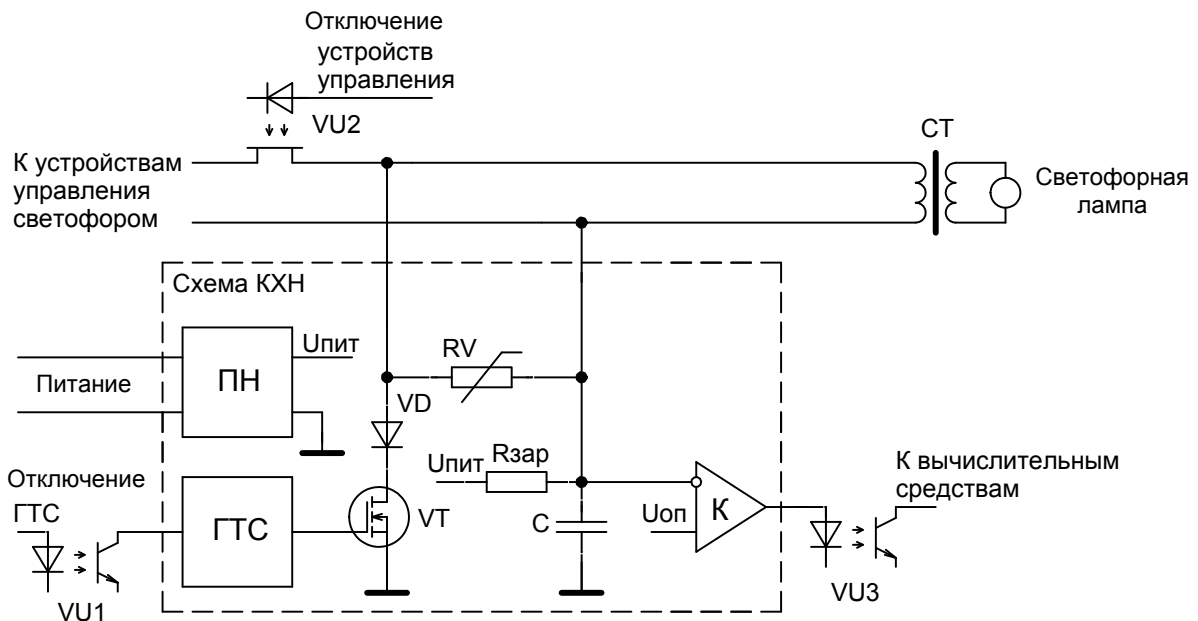 Отключение
устройств
управления
VU2
СТ
К устройствам
управления
светофором
Светофорная
лампа
Схема КХН
Uпит
RV
ПН
Питание
VD
Rзар
Uпит
К вычислительным
средствам
Отключение
ГТС
ГТС
VT
С
Uоп
К
VU1
VU3